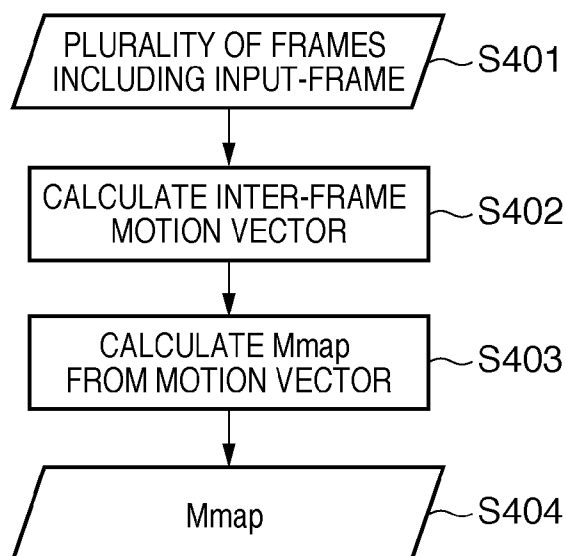 PLURALITY OF FRAMES
INCLUDING INPUT-FRAME
S401
CALCULATE INTER-FRAME
MOTION VECTOR
S402
CALCULATE Mmap
FROM MOTION VECTOR
S403
Mmap
S404